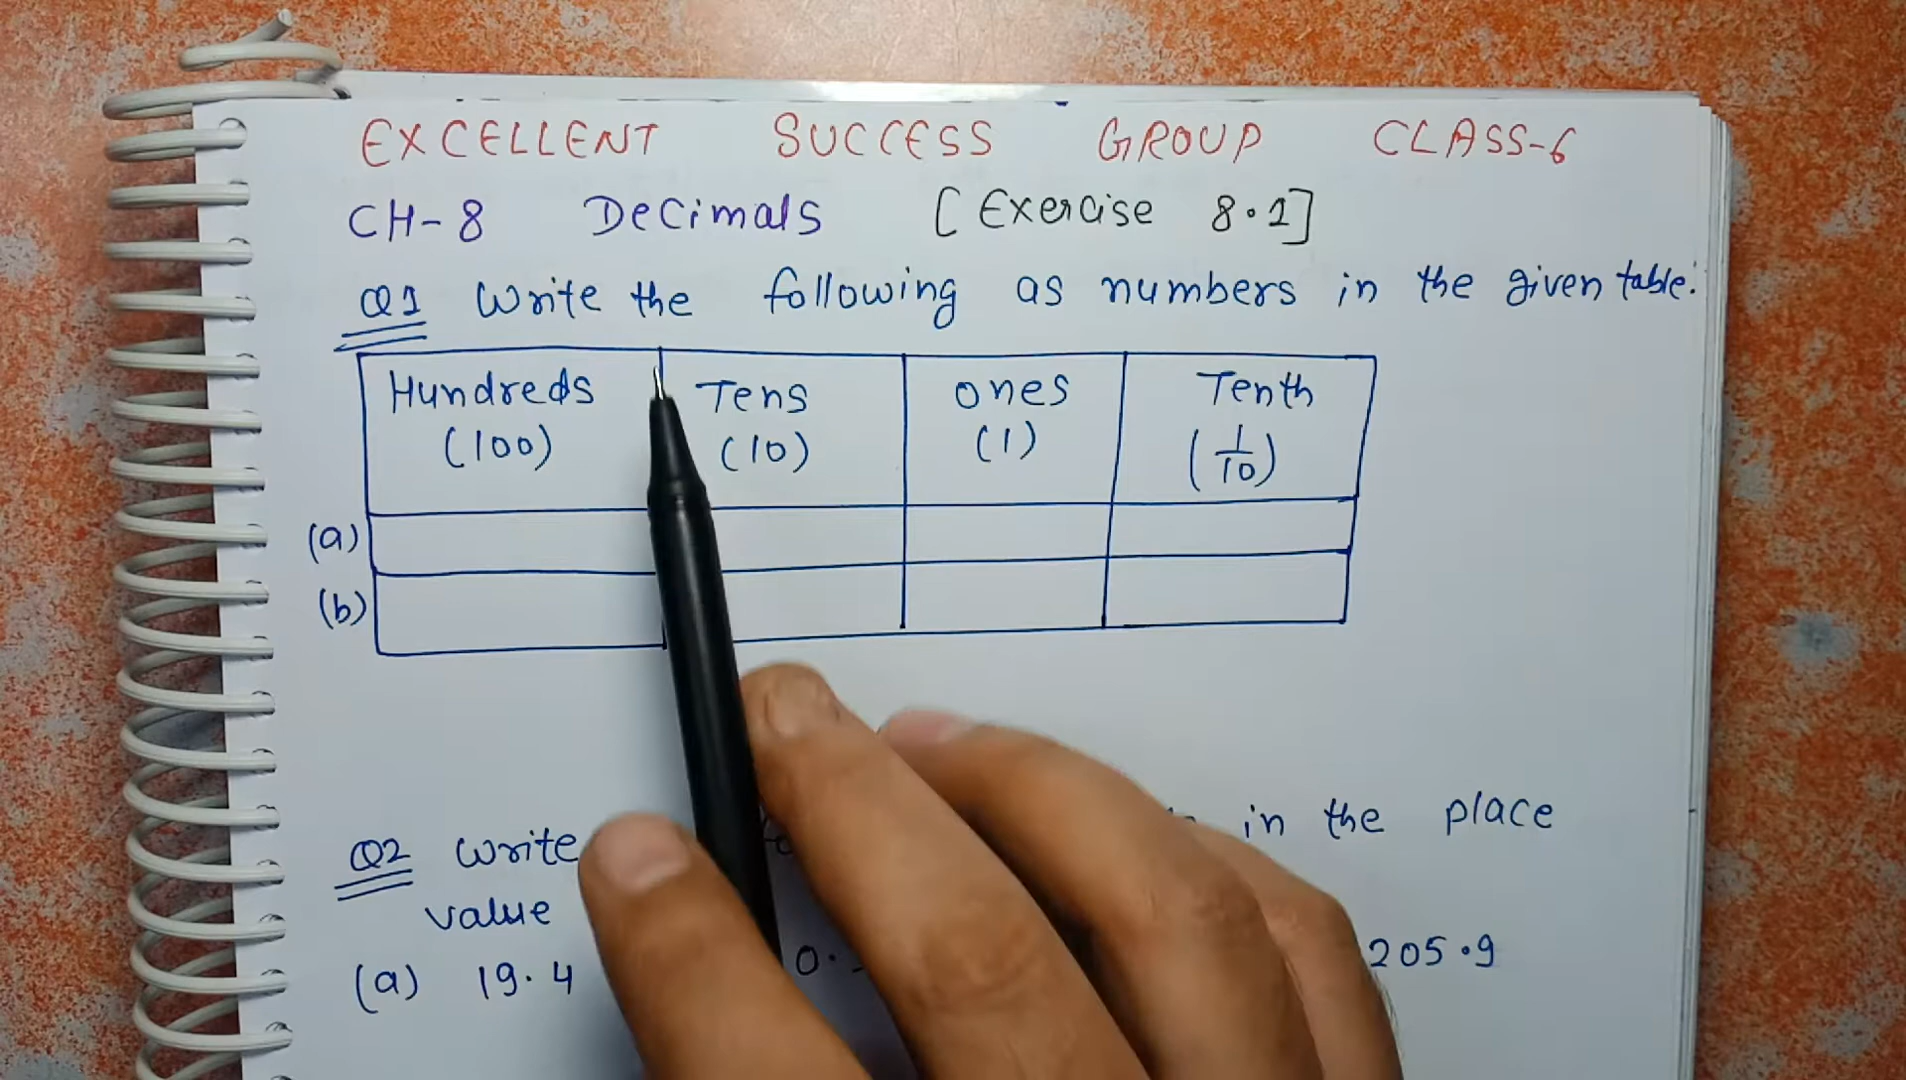 EXCELLENT SUCCESS GROUP CLASS-6
CH-8 Decimals [Exercise 8.1]
Q1 Write the following as numbers in the given table:
Hundreds Tens ones Tenth
(100) (10) (1) (1/10)
(a)
(b)
Q2 Write in the place
value
(a) 19.4 0. 205.9